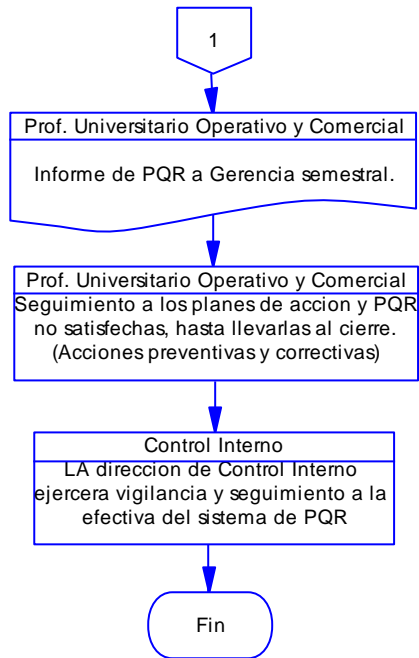 1
Prof. Universitario Operativo y Comercial
Informe de PQR a Gerencia semestral.
Prof. Universitario Operativo y Comercial
Seguimiento a los planes de accion y PQR
no satisfechas, hasta llevarlas al cierre.
(Acciones preventivas y correctivas)
Control Interno
LA direccion de Control Interno
ejercera vigilancia y seguimiento a la
efectiva del sistema de PQR
Fin